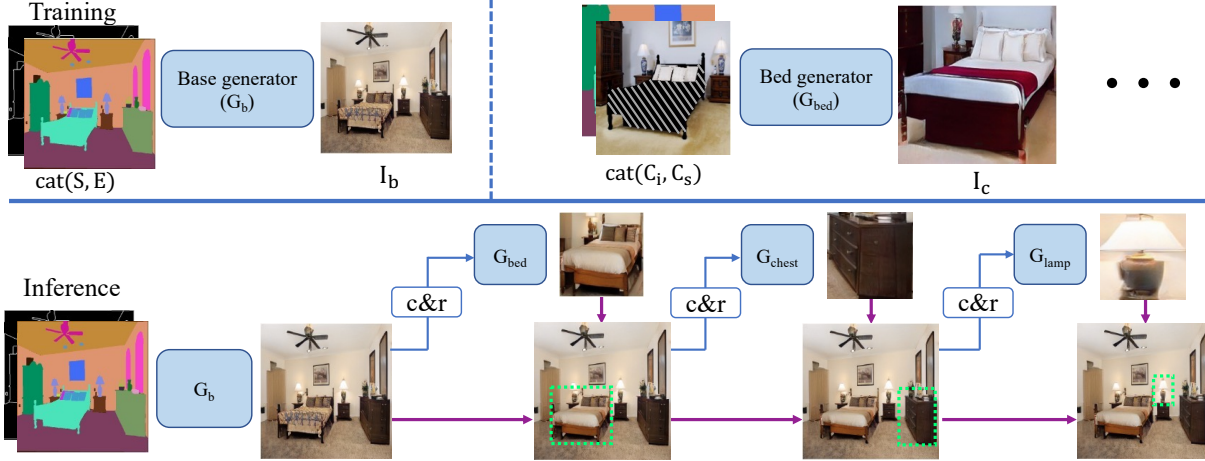 Training
Base generator
(G_b)
cat(S, E)
I_b
Bed generator
(G_bed)
cat(C_i, C_s)
I_c
• • •
Inference
G_b
c&r
G_bed
c&r
G_chest
c&r
G_lamp